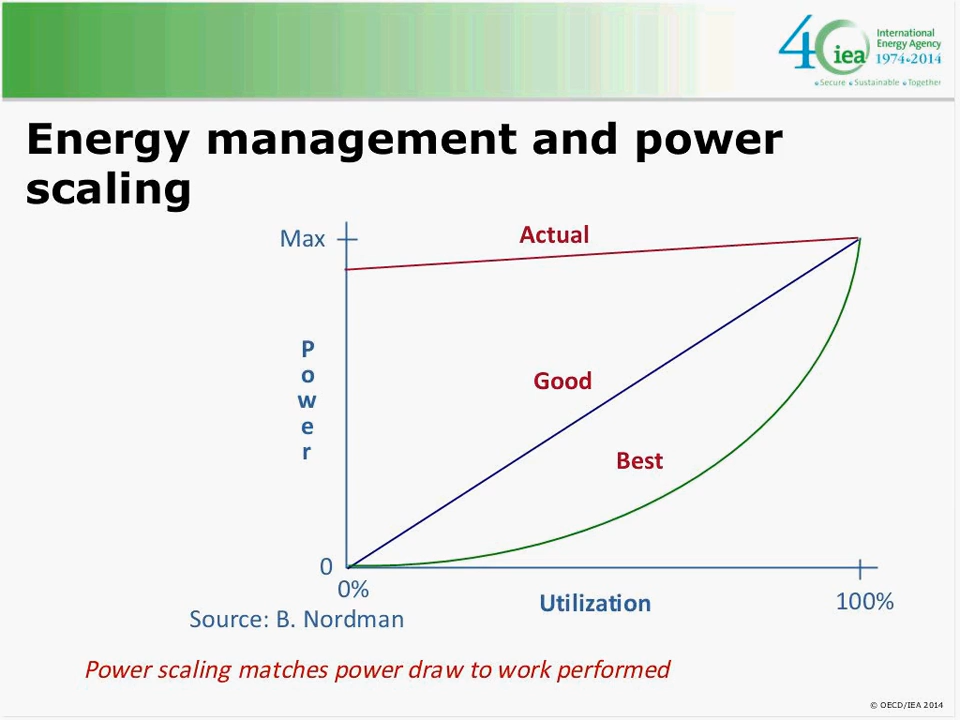 40 iea International
Energy Agency
1974•2014
•Secure •Sustainable •Together
Energy management and power
scaling
Max
Actual
Power
Good
Best
0
0%
Utilization
100%
Source: B. Nordman
Power scaling matches power draw to work performed
© OECD/IEA 2014